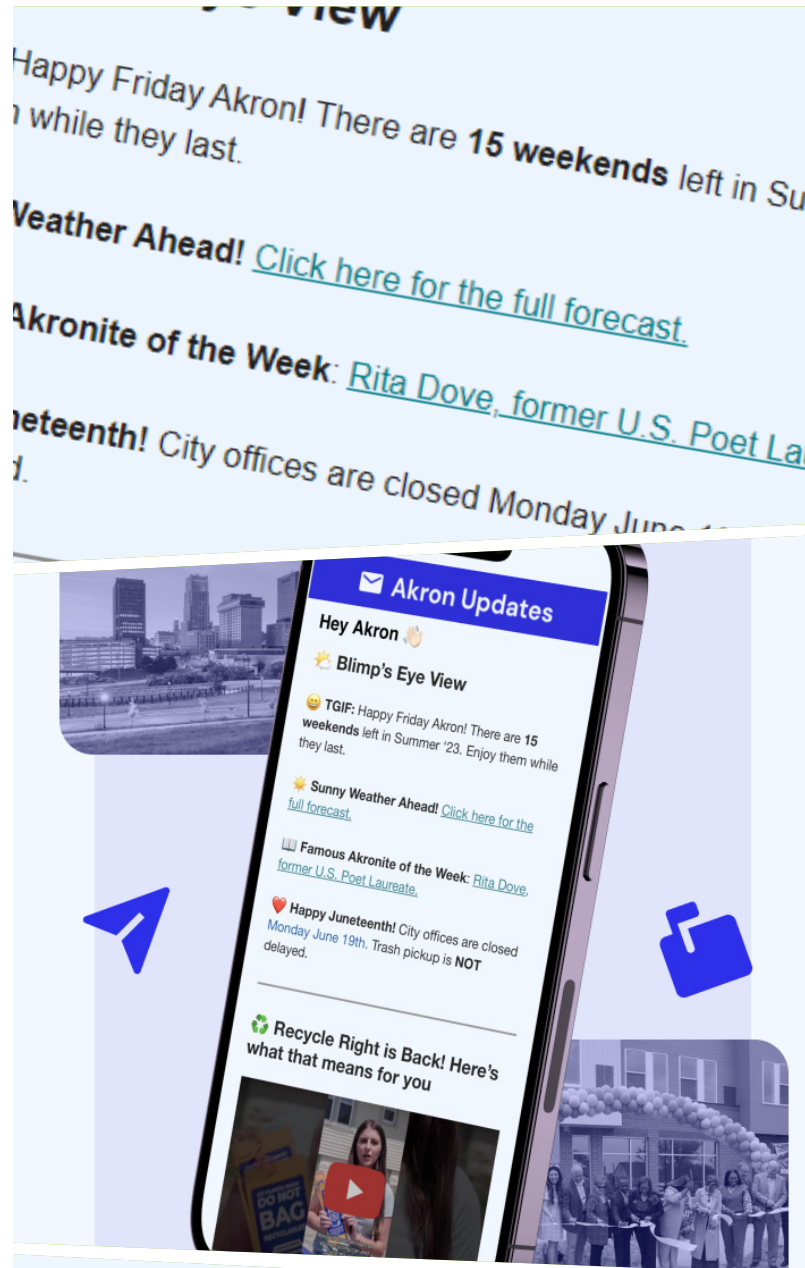 View
Happy Friday Akron! There are 15 weekends left in Su
while they last.
Weather Ahead! Click here for the full forecast.
Akronite of the Week: Rita Dove, former U.S. Poet
City offices are closed Monday June
Akron Updates
Hey Akron 👋🏻
🌤️ Blimp's Eye View
😀 TGIF: Happy Friday Akron! There are 15
weekends left in Summer '23. Enjoy them while
they last.
☀️ Sunny Weather Ahead! Click here for the
full forecast.
📖 Famous Akronite of the Week: Rita Dove,
former U.S. Poet Laureate.
❤️ Happy Juneteenth! City offices are closed
Monday June 19th. Trash pickup is NOT
delayed.
♻️ Recycle Right is Back! Here's
what that means for you
DO NOT
BAG